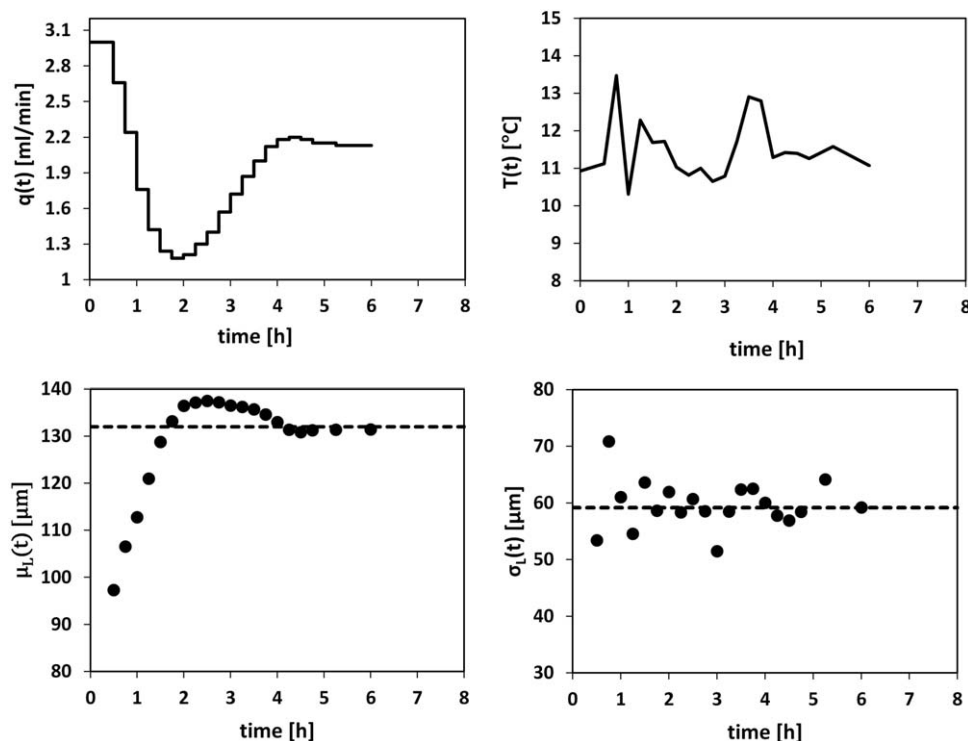 q(t) [ml/min]
3.1
2.8
2.5
2.2
1.9
1.6
1.3
1
0 1 2 3 4 5 6 7 8
time [h]
T(t) [°C]
15
14
13
12
11
10
9
8
0 1 2 3 4 5 6 7 8
time [h]
μL(t) [μm]
140
130
120
110
100
90
80
0 1 2 3 4 5 6 7 8
time [h]
σL(t) [μm]
80
70
60
50
40
30
0 1 2 3 4 5 6 7 8
time [h]